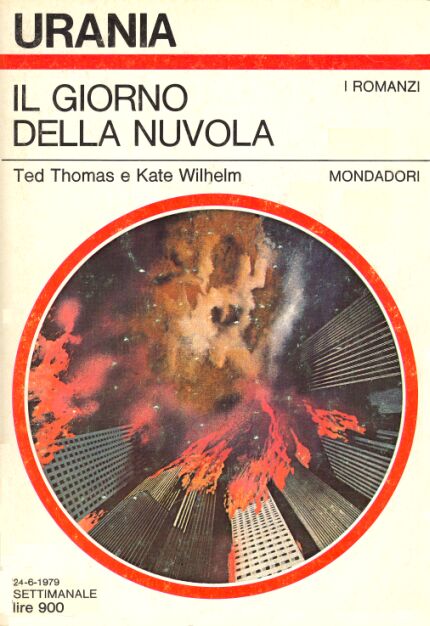 URANIA
IL GIORNO
DELLA NUVOLA
I ROMANZI
Ted Thomas e Kate Wilhelm
MONDADORI
24-6-1979
SETTIMANALE
lire 900